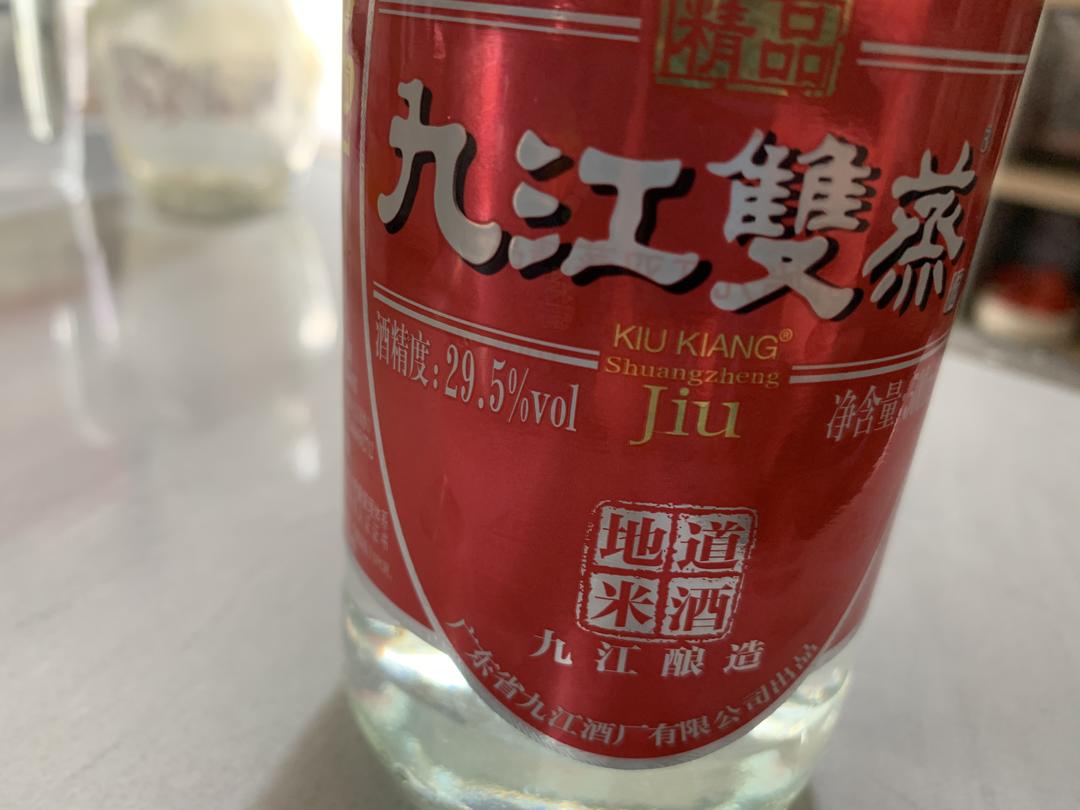 精品
九江雙蒸
KIU KIANG®
Shuangzheng
Jiu
酒精度:29.5%vol
净含量
地道
米酒
九江酿造
广东省九江酒厂有限公司出品